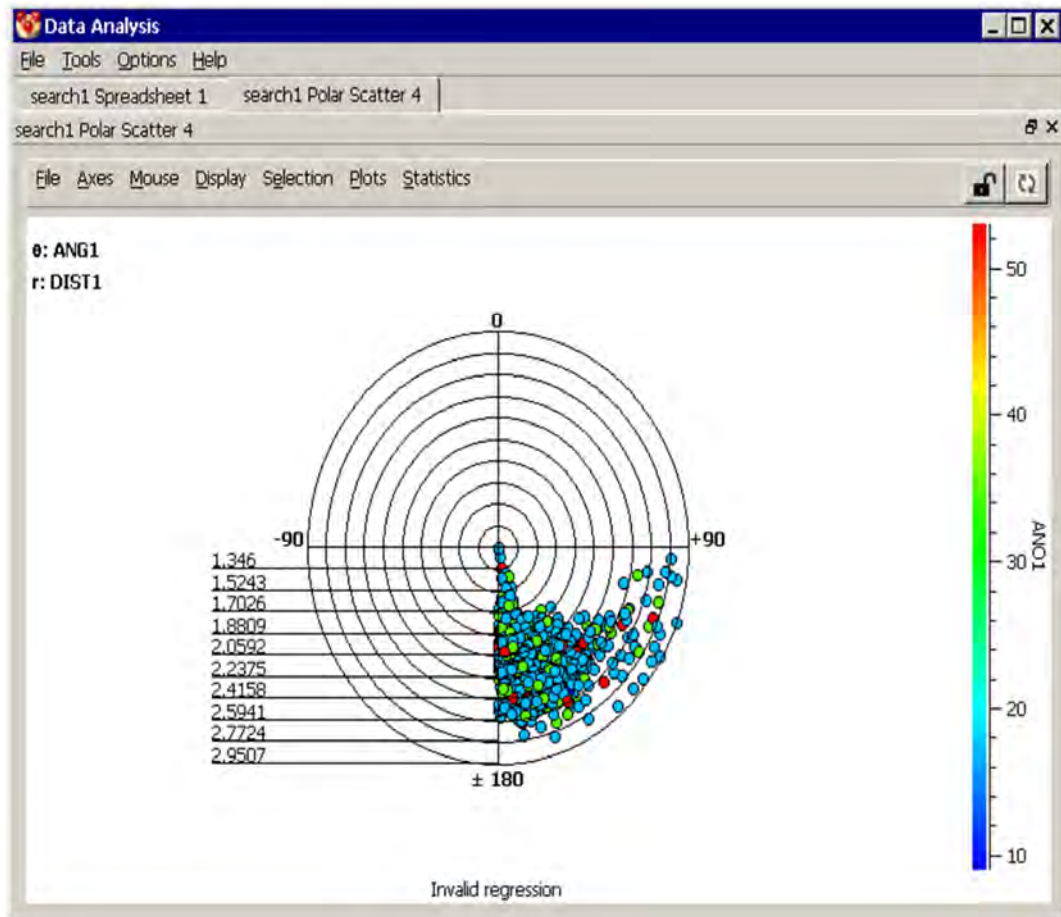 Data Analysis
File Tools Options Help
search1 Spreadsheet 1 search1 Polar Scatter 4
search1 Polar Scatter 4
File Axes Mouse Display Selection Plots Statistics
θ: ANG1
r: DIST1
0
-90
+90
1.346
1.5243
1.7026
1.8809
2.0592
2.2375
2.4158
2.5941
2.7724
2.9507
± 180
50
40
30
20
10
ANO1
Invalid regression